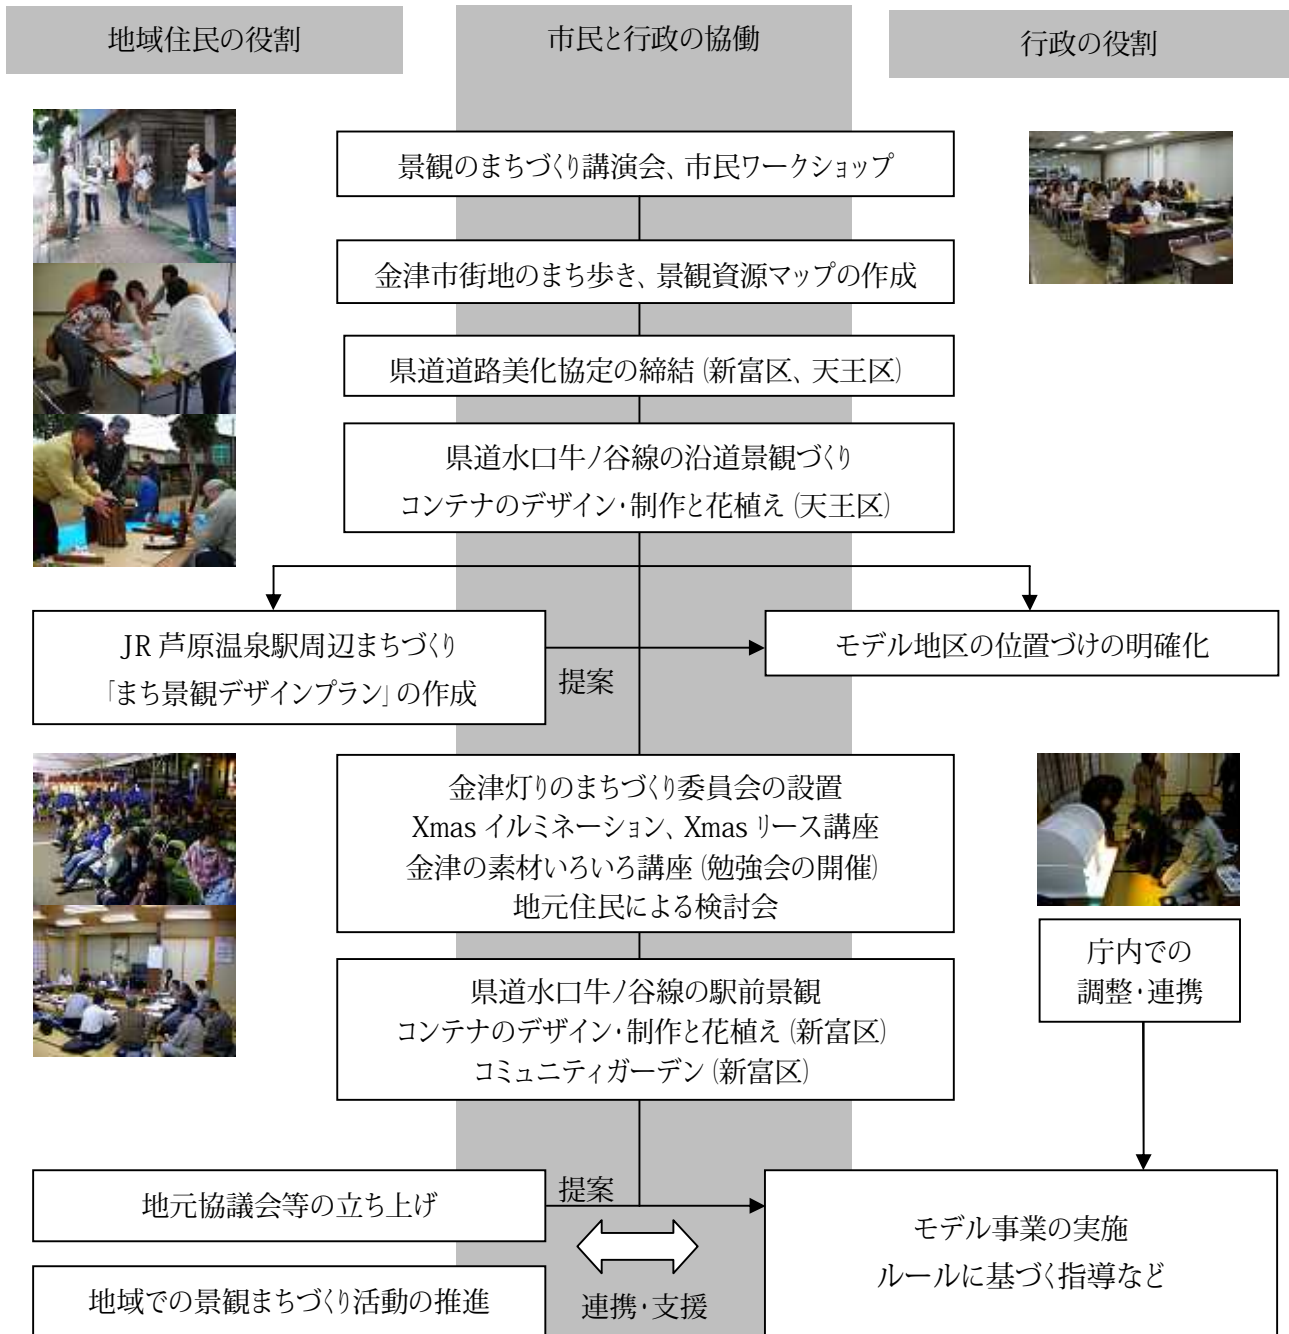 地域住民の役割
市民と行政の協働
行政の役割
景観のまちづくり講演会、市民ワークショップ
金津市街地のまち歩き、景観資源マップの作成
県道道路美化協定の締結(新富区、天王区)
県道水口牛ノ谷線の沿道景観づくり
コンテナのデザイン・制作と花植え(天王区)
JR 芦原温泉駅周辺まちづくり
「まち景観デザインプラン」の作成
提案
モデル地区の位置づけの明確化
金津灯りのまちづくり委員会の設置
Xmas イルミネーション、Xmas リース講座
金津の素材いろいろ講座(勉強会の開催)
地元住民による検討会
庁内での
調整・連携
県道水口牛ノ谷線の駅前景観
コンテナのデザイン・制作と花植え(新富区)
コミュニティガーデン(新富区)
地元協議会等の立ち上げ
提案
モデル事業の実施
ルールに基づく指導など
地域での景観まちづくり活動の推進
連携・支援